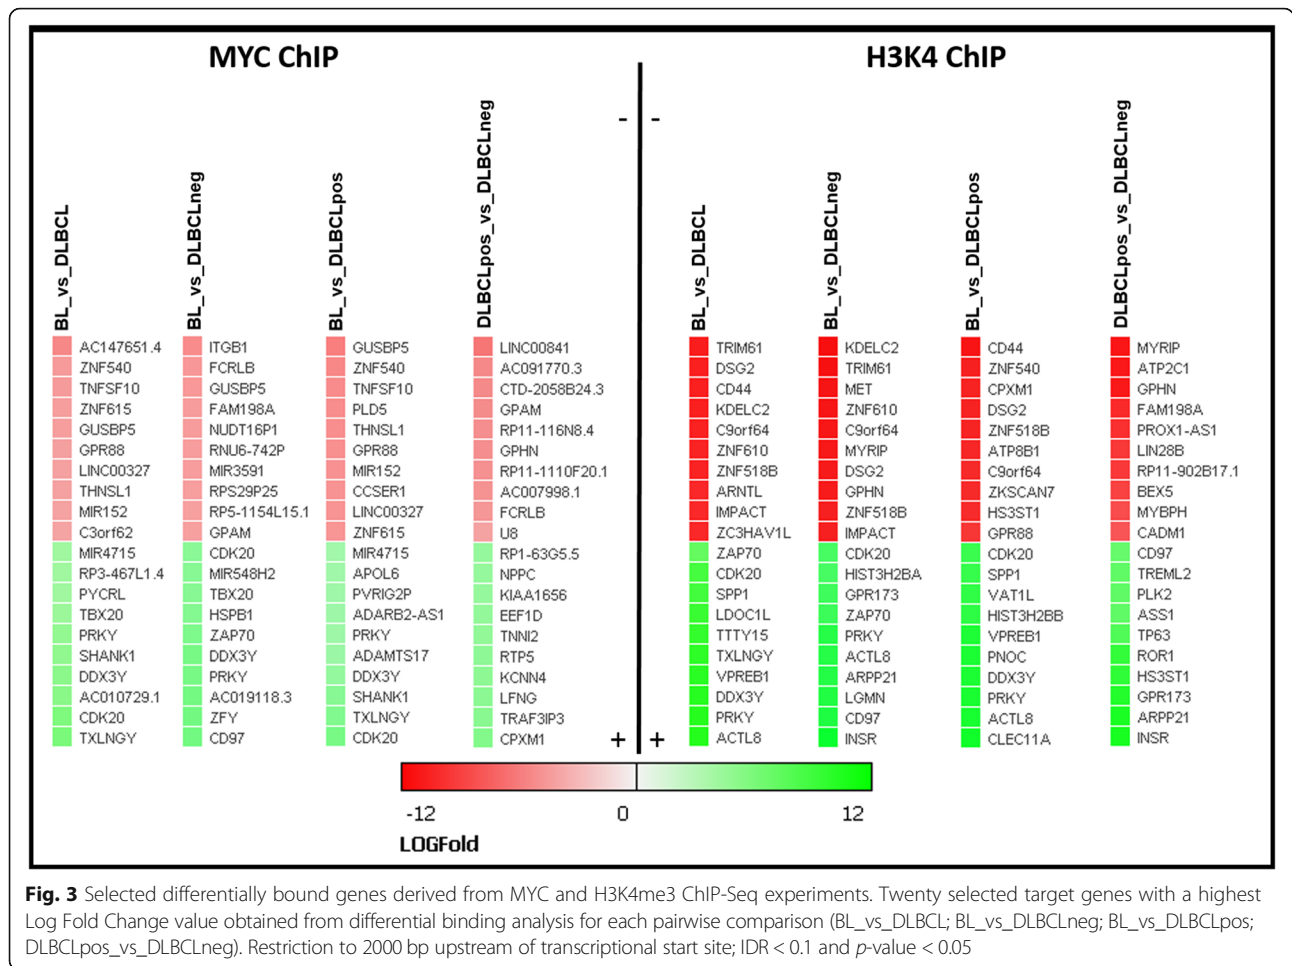 MYC ChIP
H3K4 ChIP
- -
BL_vs_DLBCL
BL_vs_DLBCLneg
BL_vs_DLBCLpos
DLBCLpos_vs_DLBCLneg
BL_vs_DLBCL
BL_vs_DLBCLneg
BL_vs_DLBCLpos
DLBCLpos_vs_DLBCLneg
AC147651.4 ITGB1 GUSBP5 LINC00841 TRIM61 KDELC2 CD44 MYRIP
ZNF540 FCRLB ZNF540 AC091770.3 DSG2 TRIM61 ZNF540 ATP2C1
TNFSF10 GUSBP5 TNFSF10 CTD-2058B24.3 CD44 MET CPXM1 GPHN
ZNF615 FAM198A PLD5 GPAM KDELC2 ZNF610 DSG2 FAM198A
GUSBP5 NUDT16P1 THNSL1 RP11-116N8.4 C9orf64 C9orf64 ZNF518B PROX1-AS1
GPR88 RNU6-742P GPR88 GPHN ZNF610 MYRIP ATP8B1 LIN28B
LINC00327 MIR3591 MIR152 RP11-1110F20.1 ZNF518B DSG2 C9orf64 RP11-902B17.1
THNSL1 RPS29P25 CCSER1 AC007998.1 ARNTL GPHN ZKSCAN7 BEX5
MIR152 RP5-1154L15.1 LINC00327 FCRLB IMPACT ZNF518B HS3ST1 MYBPH
C3orf62 GPAM ZNF615 U8 ZC3HAV1L IMPACT GPR88 CADM1
MIR4715 CDK20 MIR4715 RP1-63G5.5 ZAP70 CDK20 CDK20 CD97
RP3-467L1.4 MIR548H2 APOL6 NPPC CDK20 HIST3H2BA SPP1 TREML2
PYCRL TBX20 PVRIG2P KIAA1656 SPP1 GPR173 VAT1L PLK2
TBX20 HSPB1 ADARB2-AS1 EEF1D LDOC1L ZAP70 HIST3H2BB ASS1
PRKY ZAP70 PRKY TNNI2 TTTY15 PRKY VPREB1 TP63
SHANK1 DDX3Y ADAMTS17 RTP5 TXLNGY ACTL8 PNOC ROR1
DDX3Y PRKY DDX3Y KCNN4 VPREB1 ARPP21 DDX3Y HS3ST1
AC010729.1 AC019118.3 SHANK1 LFNG DDX3Y LGMN PRKY GPR173
CDK20 ZFY TXLNGY TRAF3IP3 PRKY CD97 ACTL8 ARPP21
TXLNGY CD97 CDK20 CPXM1 + + ACTL8 INSR CLEC11A INSR
-12 0 12
LOGFold
Fig. 3 Selected differentially bound genes derived from MYC and H3K4me3 ChIP-Seq experiments. Twenty selected target genes with a highest
Log Fold Change value obtained from differential binding analysis for each pairwise comparison (BL_vs_DLBCL; BL_vs_DLBCLneg; BL_vs_DLBCLpos;
DLBCLpos_vs_DLBCLneg). Restriction to 2000 bp upstream of transcriptional start site; IDR < 0.1 and p-value < 0.05